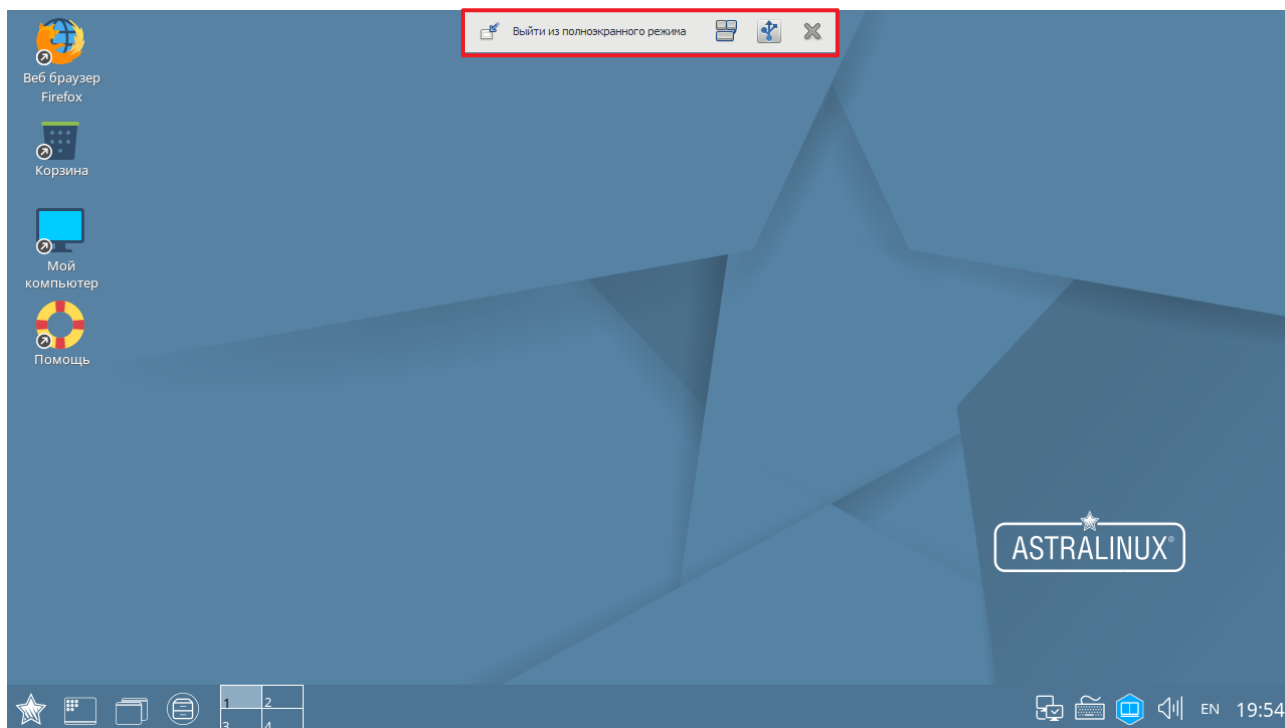 Выйти из полноэкранного режима
Веб браузер
Firefox
Корзина
Мой
компьютер
Помощь
ASTRALINUX®
1 2
3 4
EN 19:54